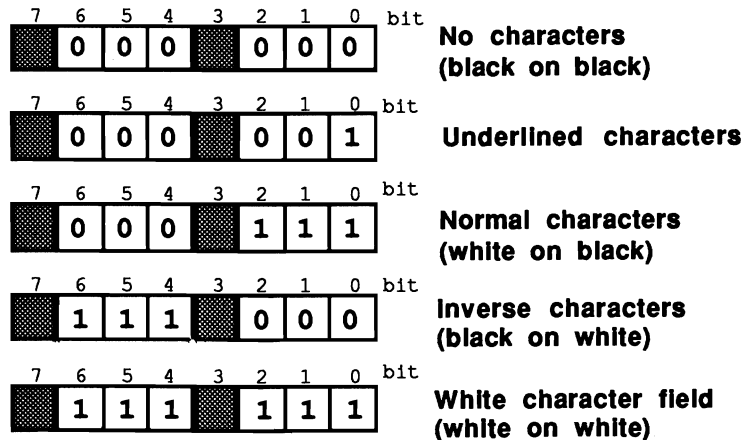 7 6 5 4 3 2 1 0 bit
0 0 0 0 0 0
No characters
(black on black)
7 6 5 4 3 2 1 0 bit
0 0 0 0 0 1
Underlined characters
7 6 5 4 3 2 1 0 bit
0 0 0 1 1 1
Normal characters
(white on black)
7 6 5 4 3 2 1 0 bit
1 1 1 0 0 0
Inverse characters
(black on white)
7 6 5 4 3 2 1 0 bit
1 1 1 1 1 1
White character field
(white on white)